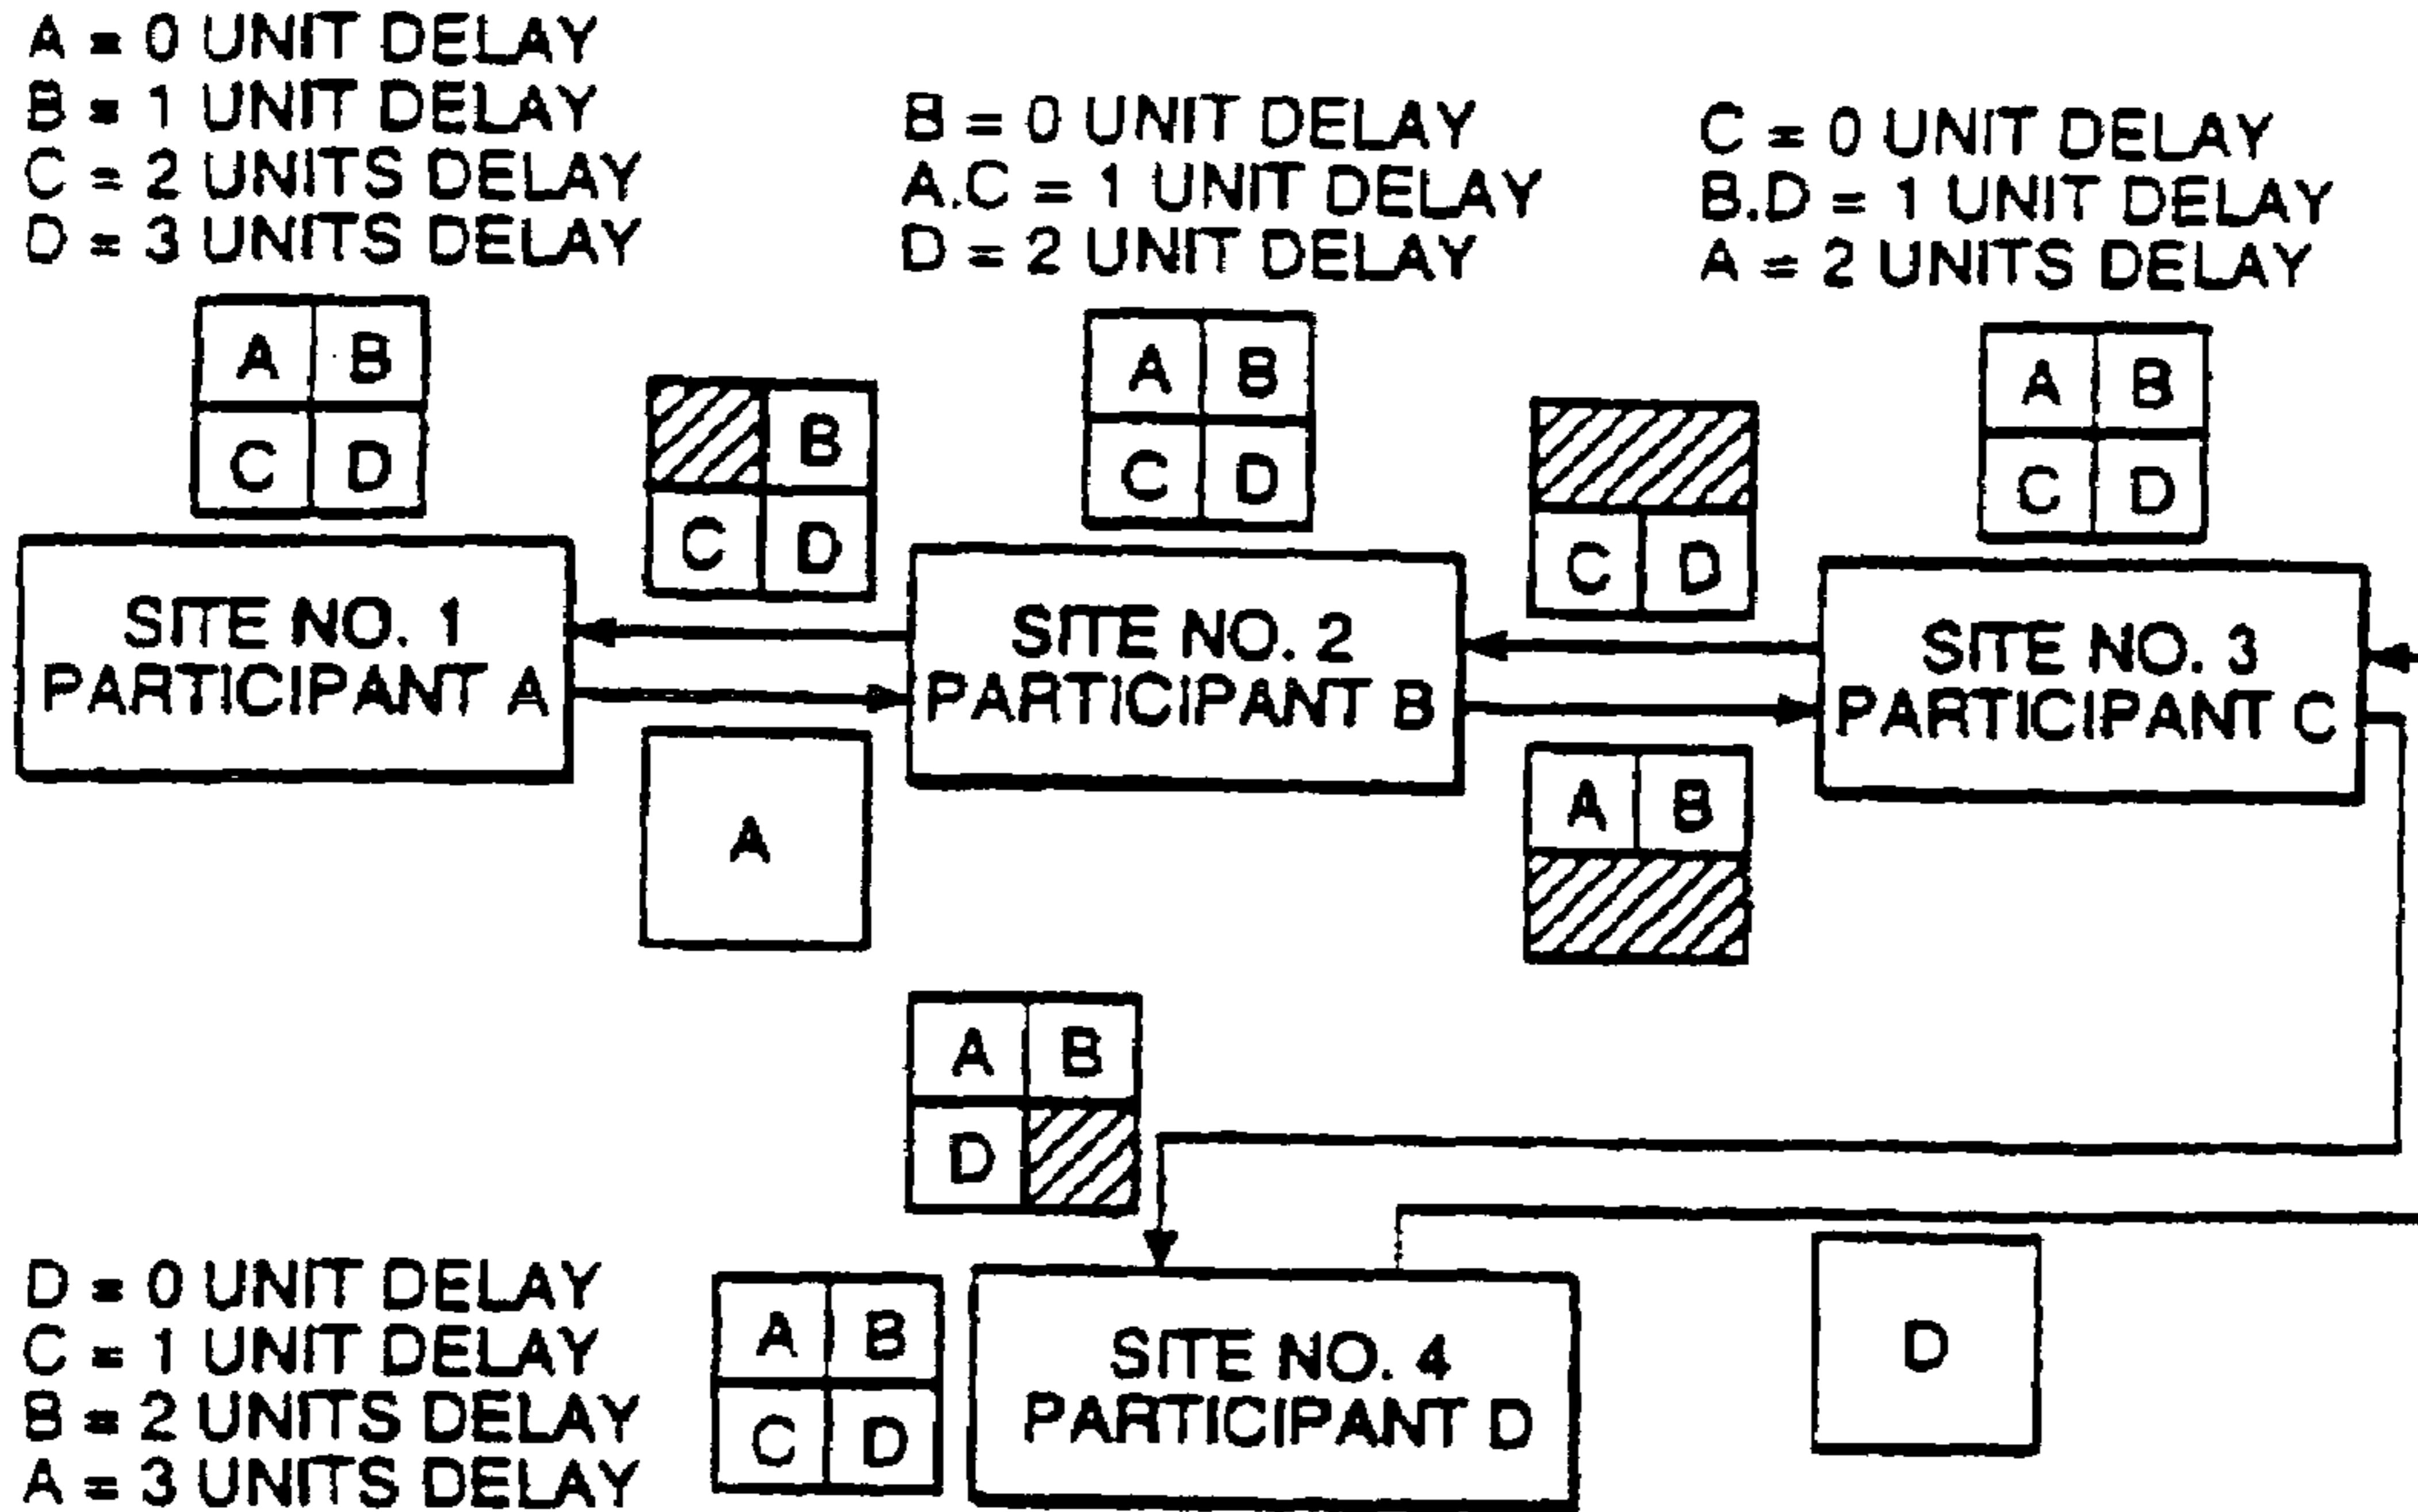 A = 0 UNIT DELAY
B = 1 UNIT DELAY
C = 2 UNITS DELAY
D = 3 UNITS DELAY
B = 0 UNIT DELAY
A.C = 1 UNIT DELAY
D = 2 UNIT DELAY
C = 0 UNIT DELAY
B.D = 1 UNIT DELAY
A = 2 UNITS DELAY
A B
C D
B
C D
A B
C D
C D
A B
C D
SITE NO. 1
PARTICIPANT A
SITE NO. 2
PARTICIPANT B
SITE NO. 3
PARTICIPANT C
A
A B
A B
D
D = 0 UNIT DELAY
C = 1 UNIT DELAY
B = 2 UNITS DELAY
A = 3 UNITS DELAY
A B
C D
SITE NO. 4
PARTICIPANT D
D